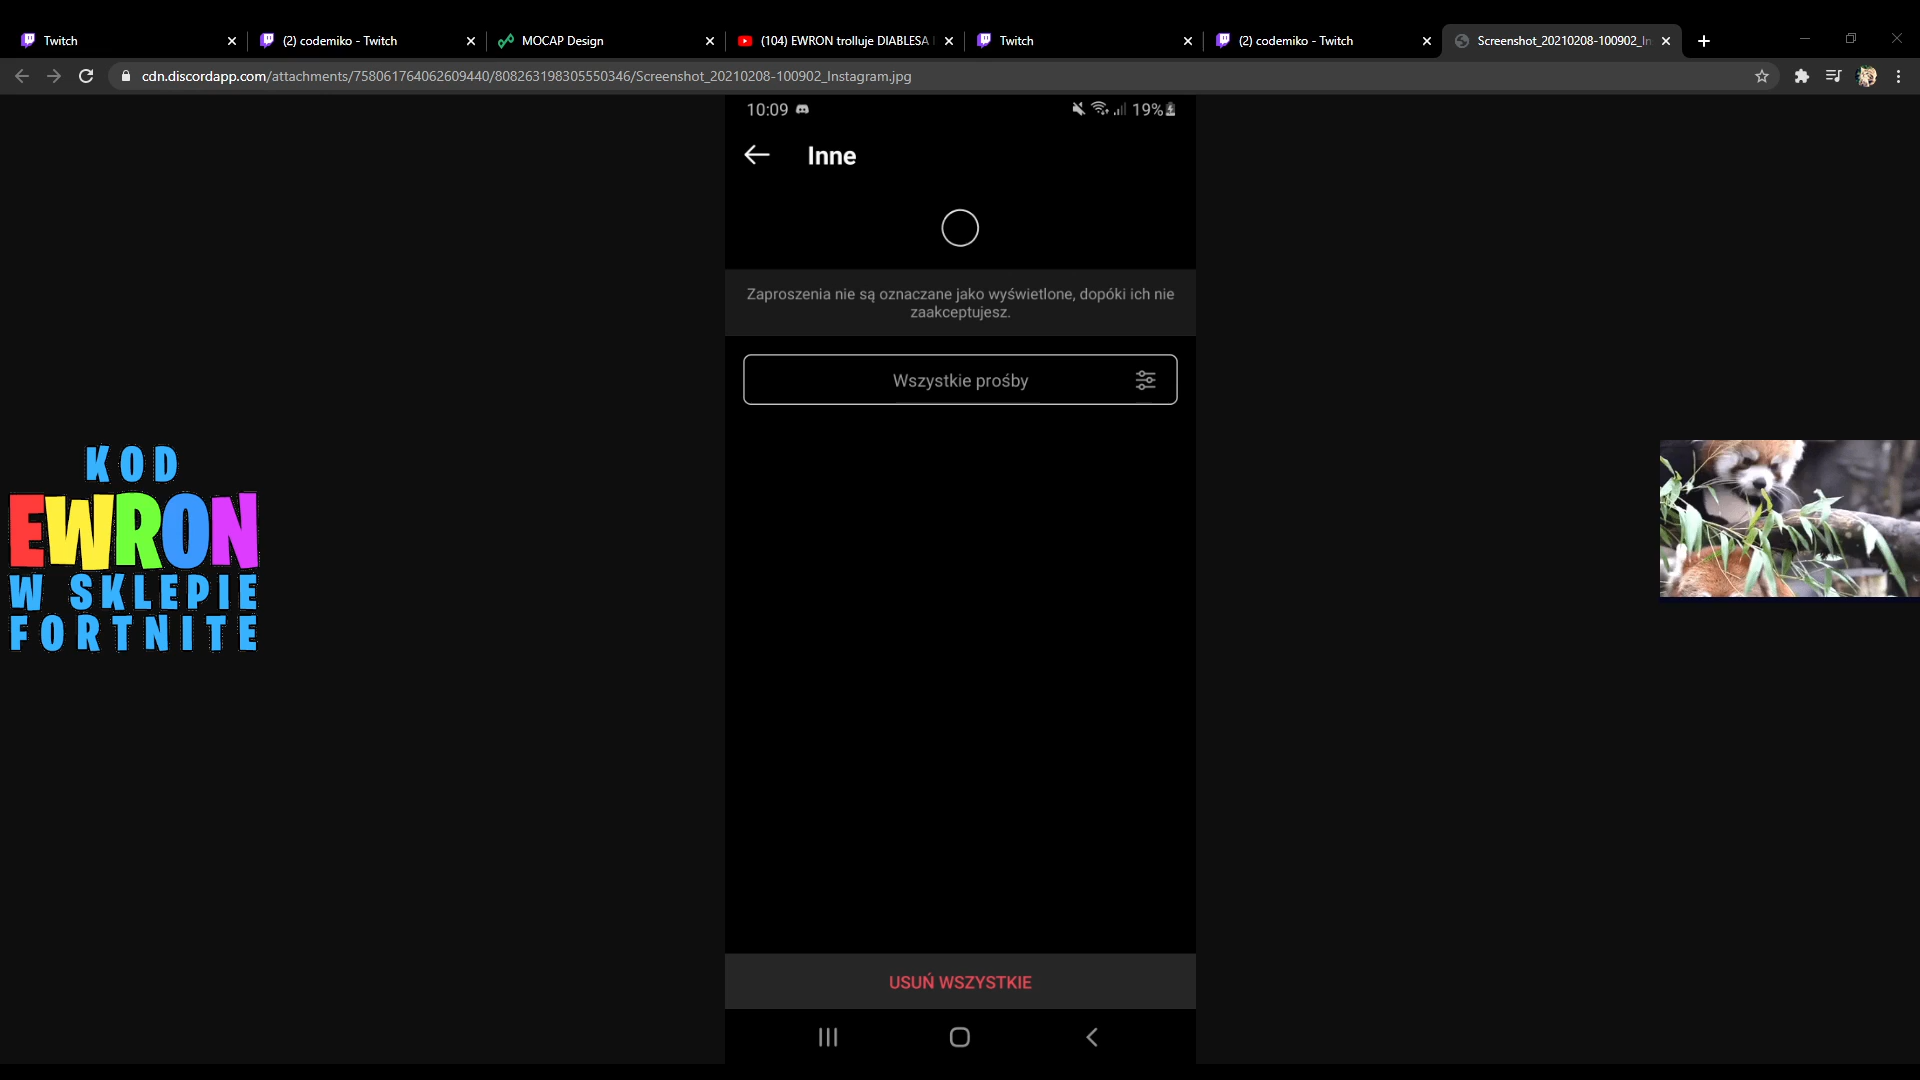 Twitch
(2) codemiko - Twitch
MOCAP Design
(104) EWRON trolluje DIABLESA
Twitch
(2) codemiko - Twitch
Screenshot_20210208-100902_In
cdn.discordapp.com/attachments/758061764062609440/808263198305550346/Screenshot_20210208-100902_Instagram.jpg
10:09
19%
Inne
Zaproszenia nie są oznaczane jako wyświetlone, dopóki ich nie
zaakceptujesz.
Wszystkie prośby
KOD
EWRON
W SKLEPIE
FORTNITE
USUŃ WSZYSTKIE